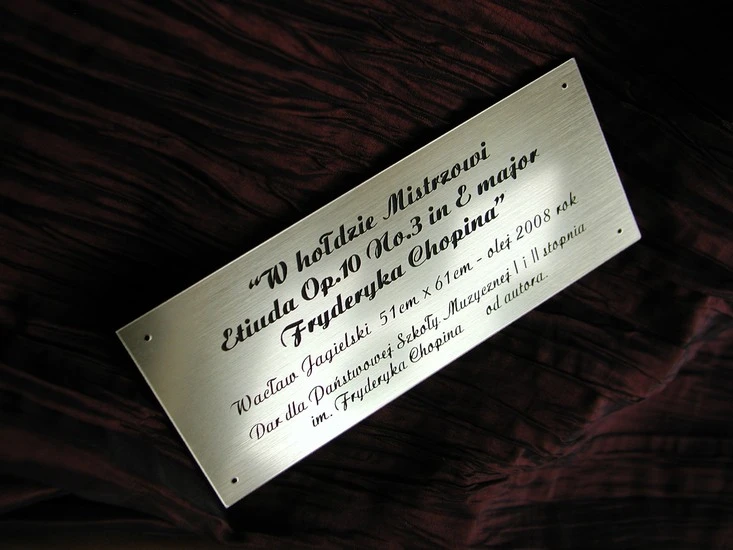 “W hołdzie Mistrzowi
Etiuda Op.10 No.3 in E major
Fryderyka Chopina”
Wacław Jagielski 51cm x 61cm - olej 2008 rok
Dar dla Państwowej Szkoły Muzycznej I i II stopnia
im. Fryderyka Chopina od autora.